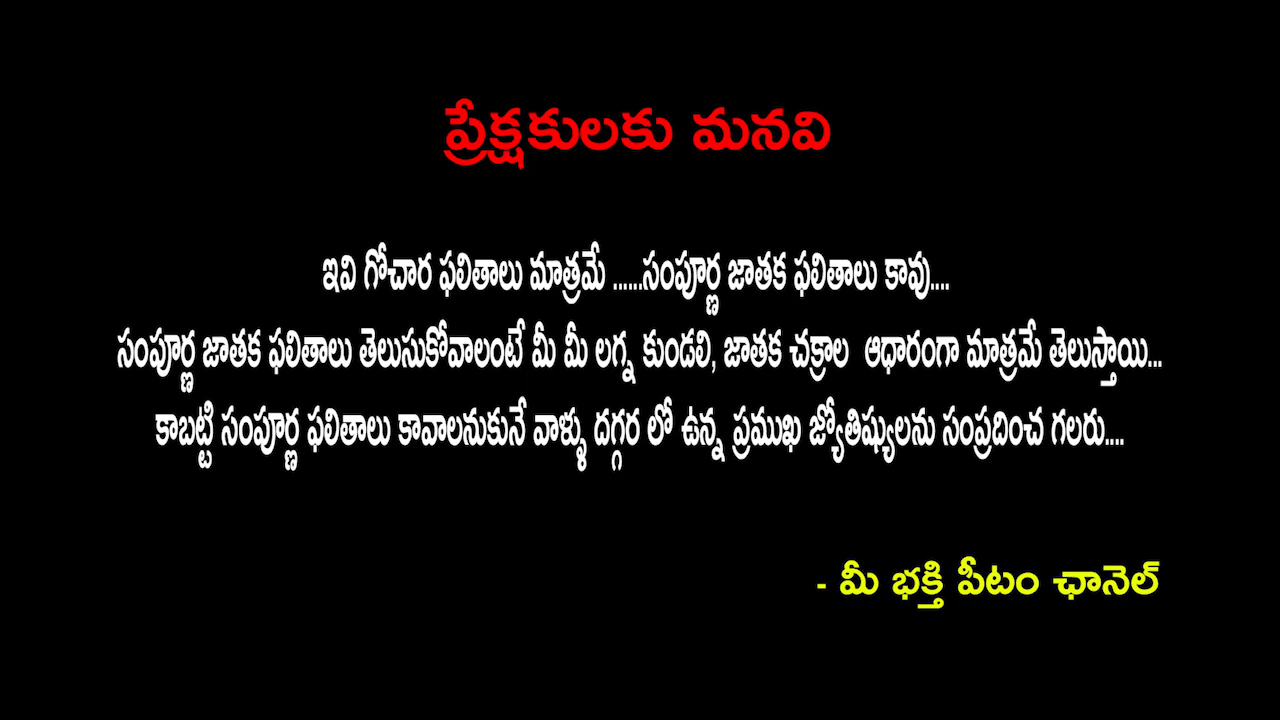 ప్రేక్షకులకు మనవి
ఇవి గోచార ఫలితాలు మాత్రమే ......సంపూర్ణ జాతక ఫలితాలు కావు....
సంపూర్ణ జాతక ఫలితాలు తెలుసుకోవాలంటే మీ మీ లగ్న కుండలి, జాతక చక్రాల ఆధారంగా మాత్రమే తెలుస్తాయి...
కాబట్టి సంపూర్ణ ఫలితాలు కావాలనుకునే వాళ్ళు దగ్గర లో ఉన్న ప్రముఖ జ్యోతిష్యులను సంప్రదించ గలరు....
- మీ భక్తి పీటం ఛానెల్